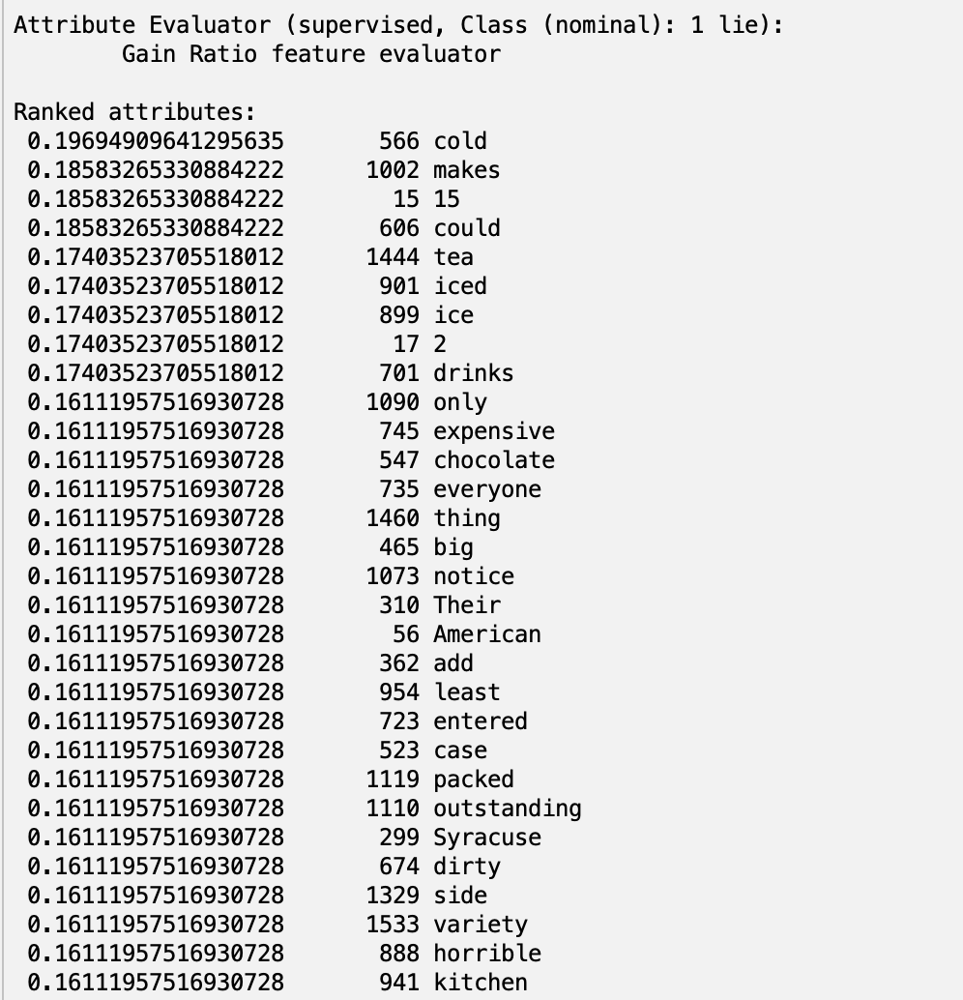 Attribute Evaluator (supervised, Class (nominal): 1 lie):
Gain Ratio feature evaluator
Ranked attributes:
0.19694909641295635 566 cold
0.18583265330884222 1002 makes
0.18583265330884222 15 15
0.18583265330884222 606 could
0.17403523705518012 1444 tea
0.17403523705518012 901 iced
0.17403523705518012 899 ice
0.17403523705518012 17 2
0.17403523705518012 701 drinks
0.16111957516930728 1090 only
0.16111957516930728 745 expensive
0.16111957516930728 547 chocolate
0.16111957516930728 735 everyone
0.16111957516930728 1460 thing
0.16111957516930728 465 big
0.16111957516930728 1073 notice
0.16111957516930728 310 Their
0.16111957516930728 56 American
0.16111957516930728 362 add
0.16111957516930728 954 least
0.16111957516930728 723 entered
0.16111957516930728 523 case
0.16111957516930728 1119 packed
0.16111957516930728 1110 outstanding
0.16111957516930728 299 Syracuse
0.16111957516930728 674 dirty
0.16111957516930728 1329 side
0.16111957516930728 1533 variety
0.16111957516930728 888 horrible
0.16111957516930728 941 kitchen